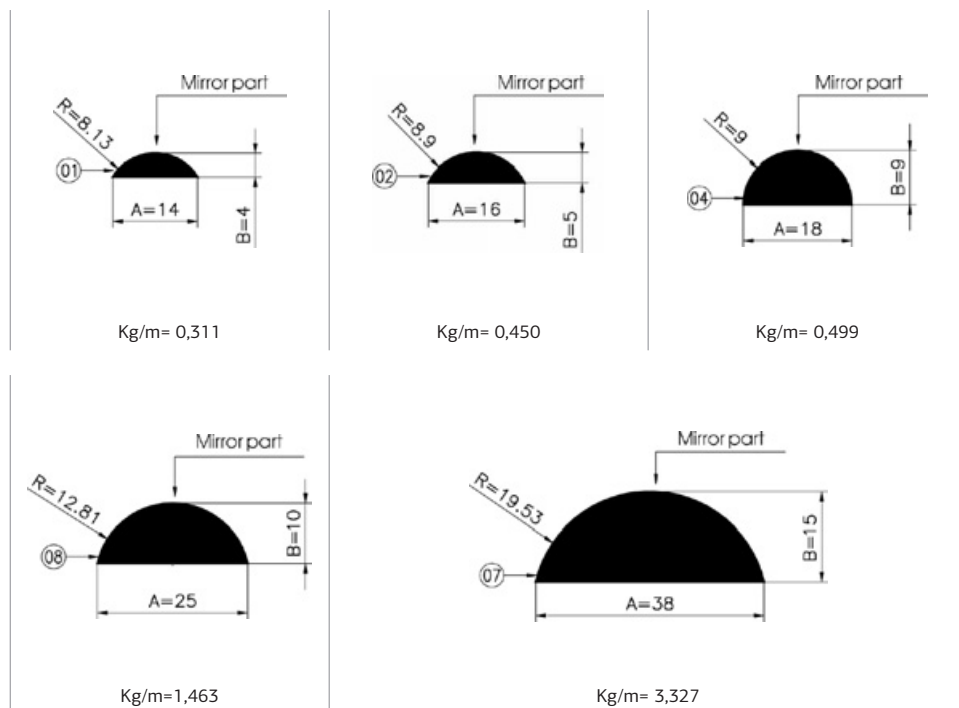 Mirror part
R=8.13
01
A=14
B=4
Kg/m= 0,311
Mirror part
R=8.9
02
A=16
B=5
Kg/m= 0,450
Mirror part
R=9
04
A=18
B=9
Kg/m= 0,499
Mirror part
R=12.81
08
A=25
B=10
Kg/m=1,463
Mirror part
R=19.53
07
A=38
B=15
Kg/m= 3,327